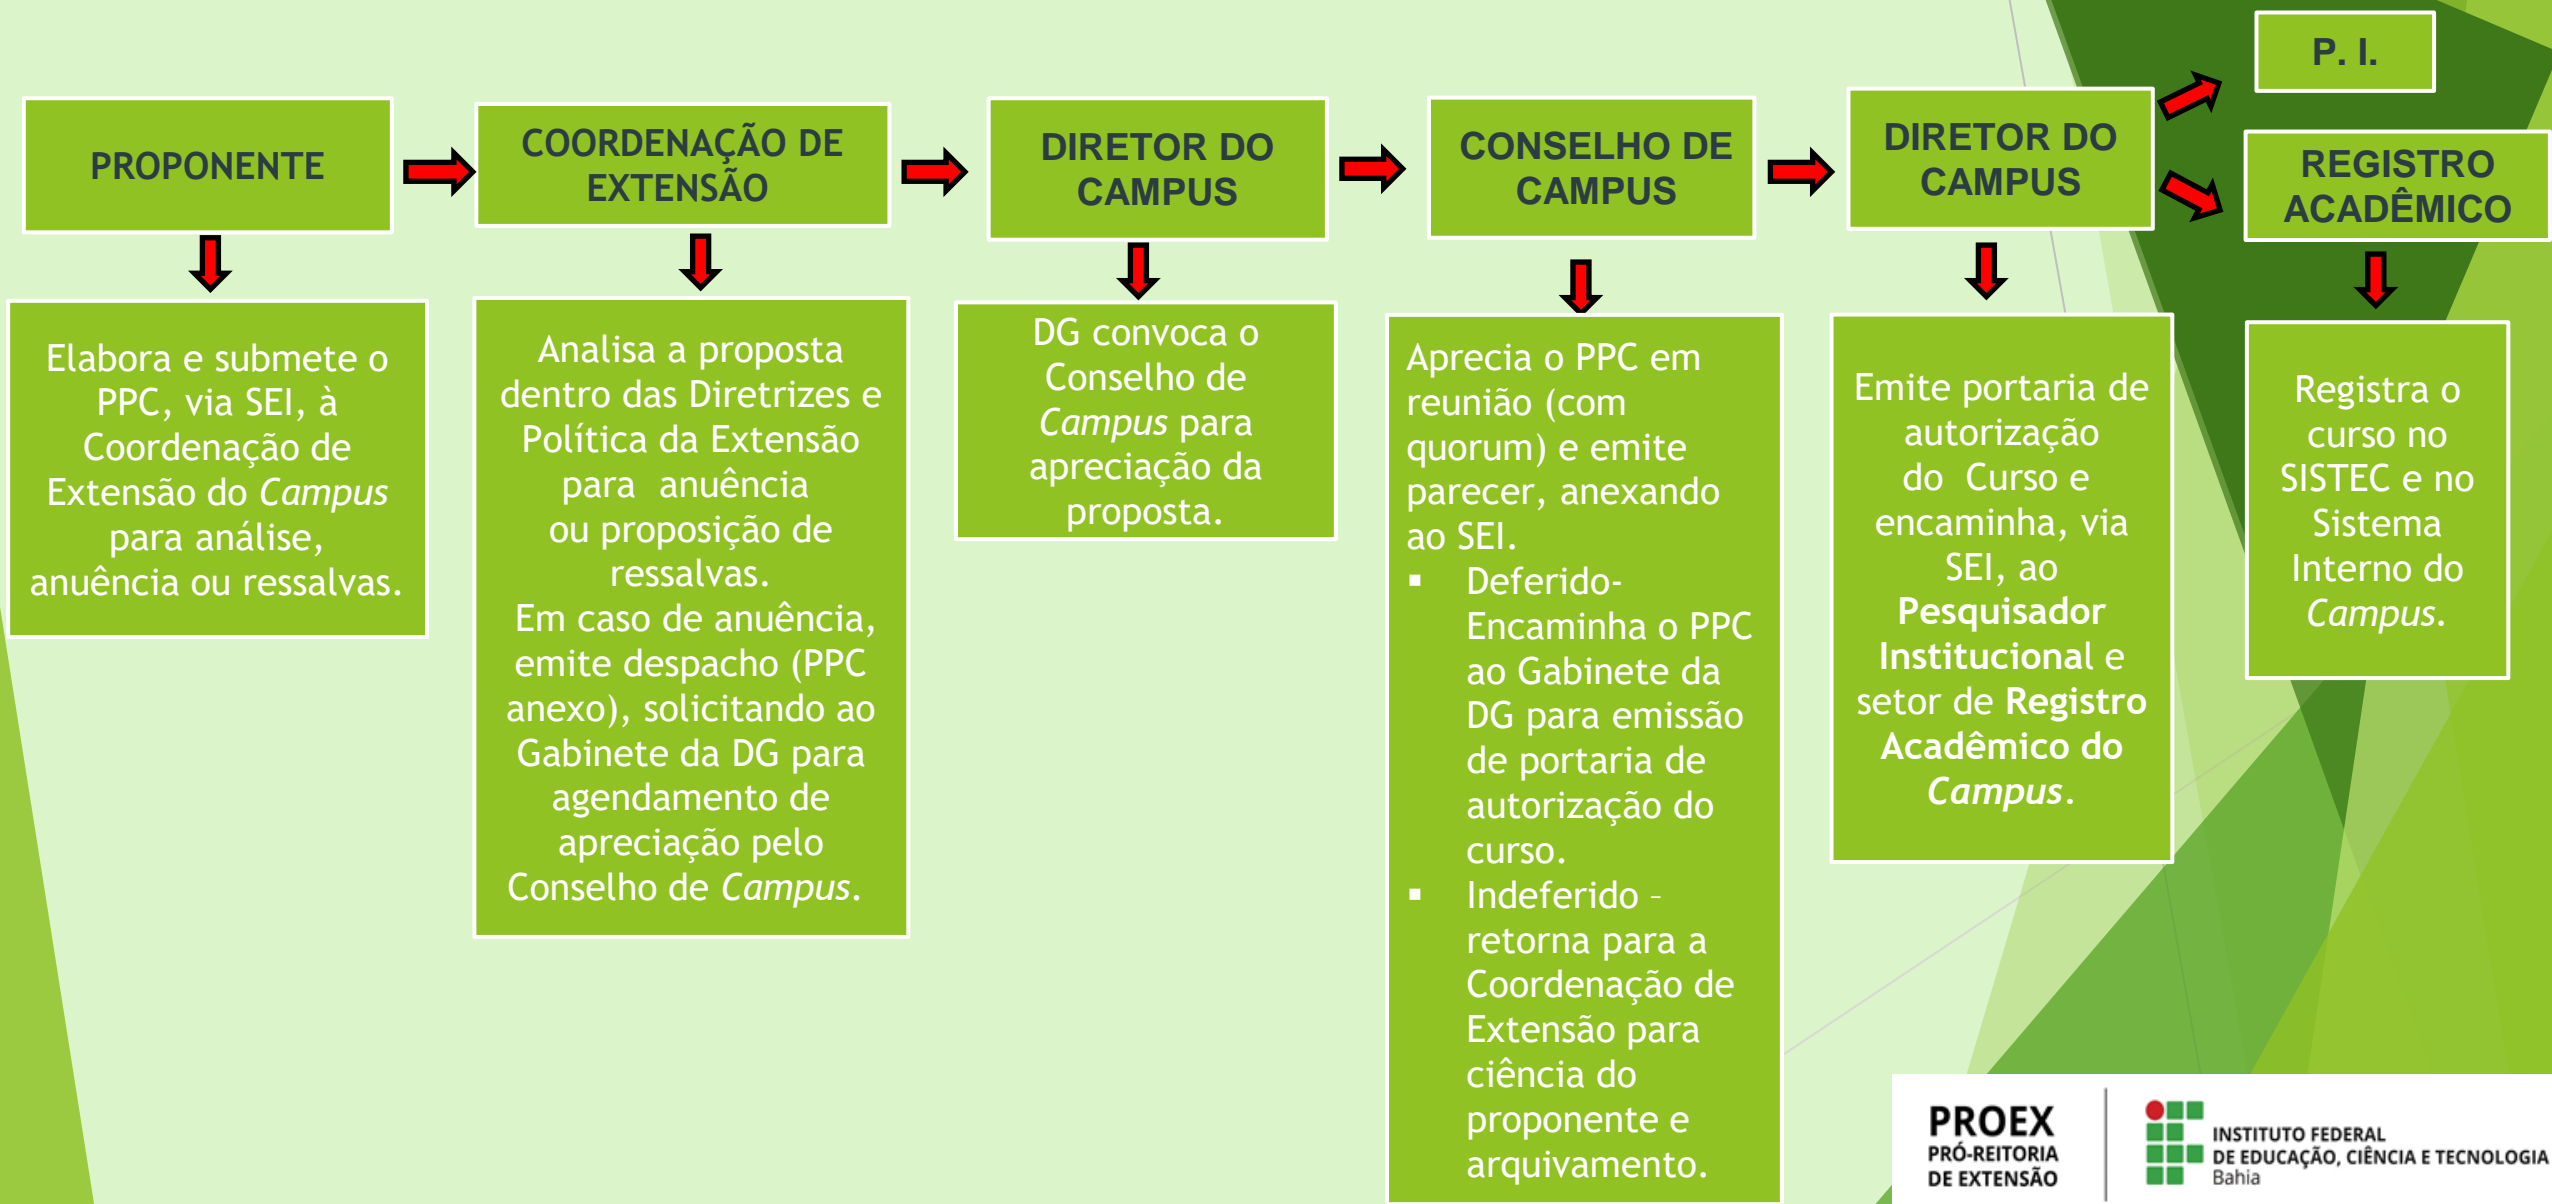 PROPONENTE
Elabora e submete o
PPC, via SEI, à
Coordenação de
Extensão do Campus
para análise,
anuência ou ressalvas.
COORDENAÇÃO DE
EXTENSÃO
Analisa a proposta
dentro das Diretrizes e
Política da Extensão
para anuência
ou proposição de
ressalvas.
Em caso de anuência,
emite despacho (PPC
anexo), solicitando ao
Gabinete da DG para
agendamento de
apreciação pelo
Conselho de Campus.
DIRETOR DO
CAMPUS
DG convoca o
Conselho de
Campus para
apreciação da
proposta.
CONSELHO DE
CAMPUS
Aprecia o PPC em
reunião (com
quorum) e emite
parecer, anexando
ao SEI.
▪ Deferido-
Encaminha o PPC
ao Gabinete da
DG para emissão
de portaria de
autorização do
curso.
▪ Indeferido –
retorna para a
Coordenação de
Extensão para
ciência do
proponente e
arquivamento.
DIRETOR DO
CAMPUS
Emite portaria de
autorização
do Curso e
encaminha, via
SEI, ao
Pesquisador
Institucional e
setor de Registro
Acadêmico do
Campus.
P. I.
REGISTRO
ACADÊMICO
Registra o
curso no
SISTEC e no
Sistema
Interno do
Campus.
PROEX
PRÓ-REITORIA
DE EXTENSÃO
INSTITUTO FEDERAL
DE EDUCAÇÃO, CIÊNCIA E TECNOLOGIA
Bahia